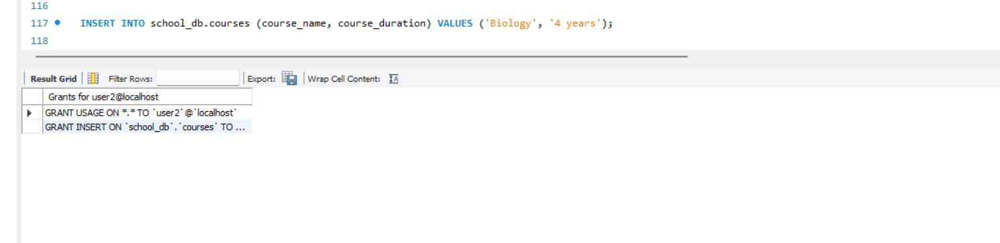 116
117 INSERT INTO school_db.courses (course_name, course_duration) VALUES ('Biology', '4 years');
118
Result Grid Filter Rows: Export: Wrap Cell Content: IA
Grants for user2@localhost
GRANT USAGE ON *.* TO `user2`@`localhost`
GRANT INSERT ON `school_db`.`courses` TO ...